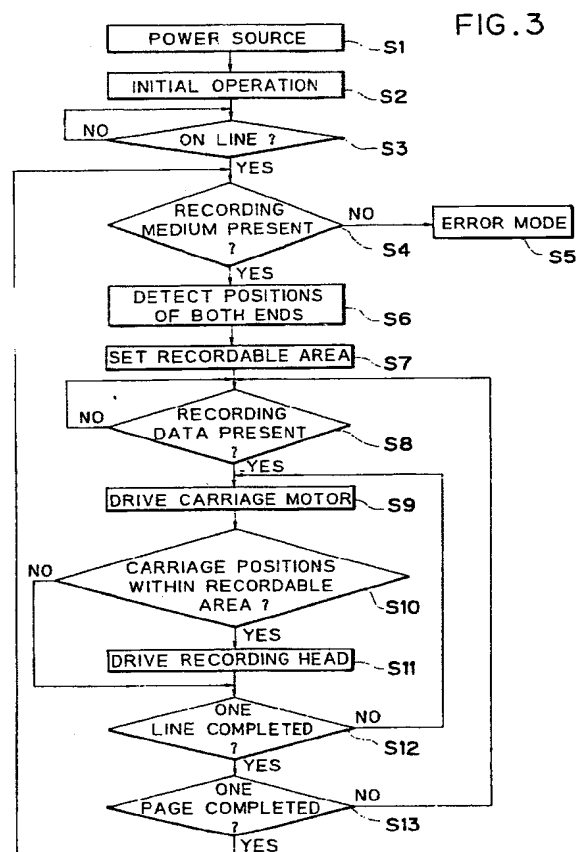 FIG.3
POWER SOURCE
S1
INITIAL OPERATION
S2
NO
ON LINE ?
S3
YES
RECORDING
MEDIUM PRESENT
?
NO
S4
ERROR MODE
S5
YES
DETECT POSITIONS
OF BOTH ENDS
S6
SET RECORDABLE AREA
S7
NO
RECORDING
DATA PRESENT
?
S8
YES
DRIVE CARRIAGE MOTOR
S9
NO
CARRIAGE POSITIONS
WITHIN RECORDABLE
AREA ?
S10
YES
DRIVE RECORDING HEAD
S11
ONE
LINE COMPLETED
?
NO
S12
YES
ONE
PAGE COMPLETED
?
NO
S13
YES